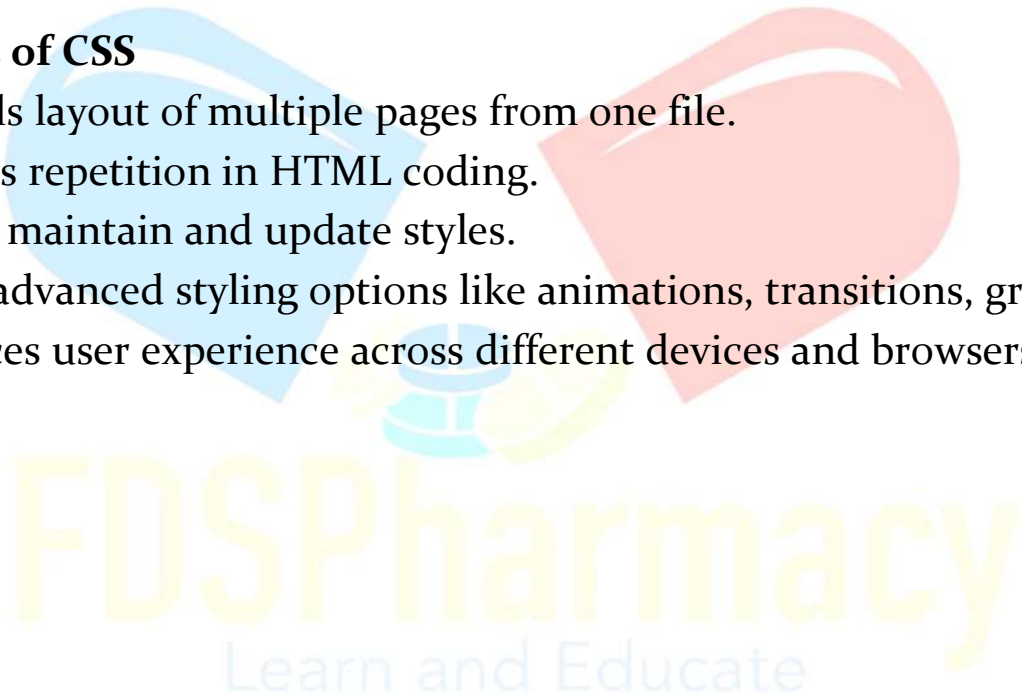 of CSS
ls layout of multiple pages from one file.
s repetition in HTML coding.
maintain and update styles.
advanced styling options like animations, transitions, gr
ces user experience across different devices and browsers
FDSPharmacy
Learn and Educate